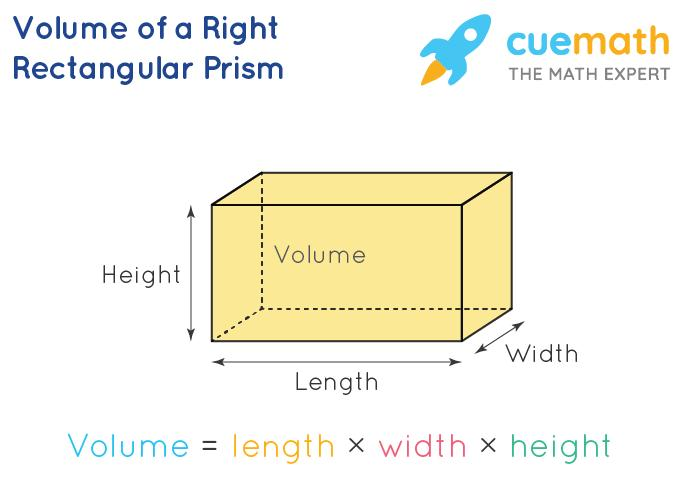 Volume of a Right
Rectangular Prism
cuemath
THE MATH EXPERT
Volume
Height
Width
Length
Volume = length × width × height